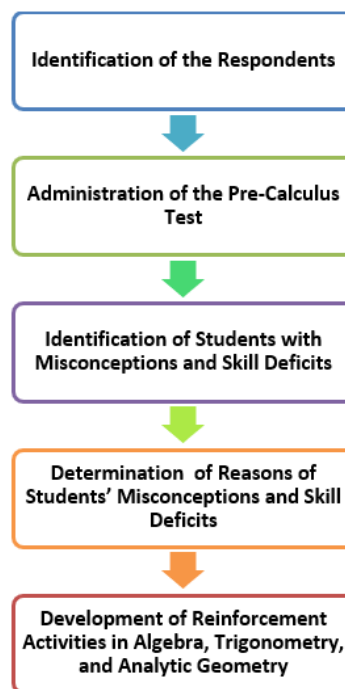 Identification of the Respondents
Administration of the Pre-Calculus
Test
Identification of Students with
Misconceptions and Skill Deficits
Determination of Reasons of
Students’ Misconceptions and Skill
Deficits
Development of Reinforcement
Activities in Algebra, Trigonometry,
and Analytic Geometry